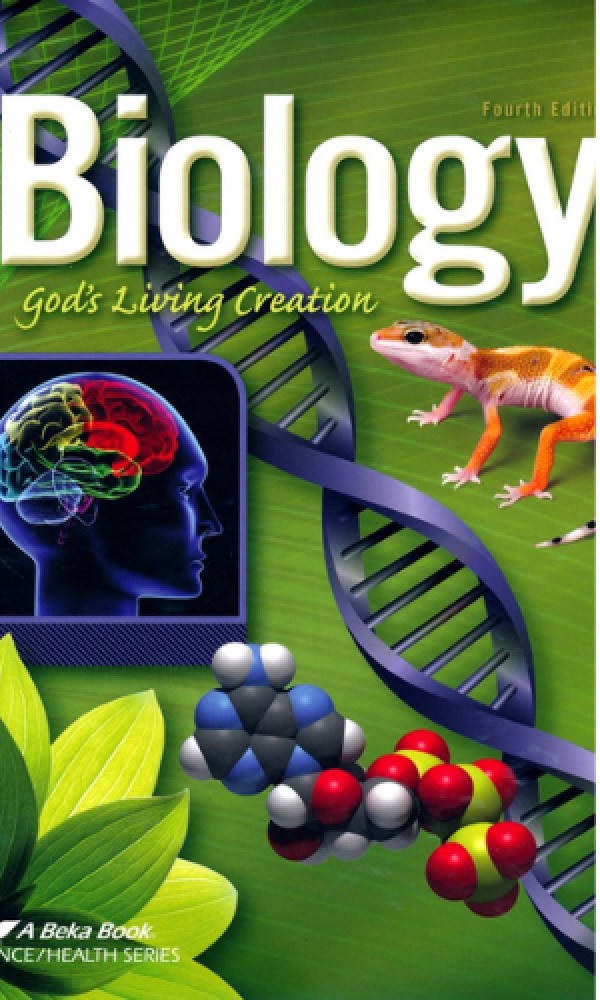 Fourth Editi
Biology
God's Living Creation
A Beka Book
NCE/HEALTH SERIES